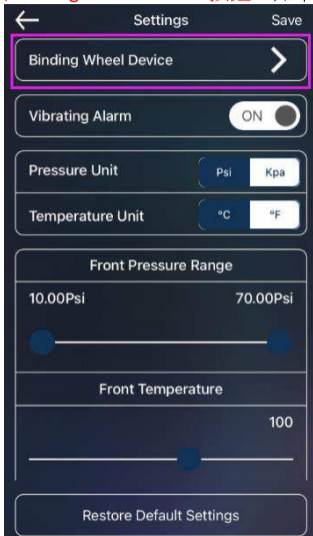 Settings
Save
Binding Wheel Device
Vibrating Alarm
ON
Pressure Unit
Psi
Kpa
Temperature Unit
°C
°F
Front Pressure Range
10.00Psi
70.00Psi
Front Temperature
100
Restore Default Settings